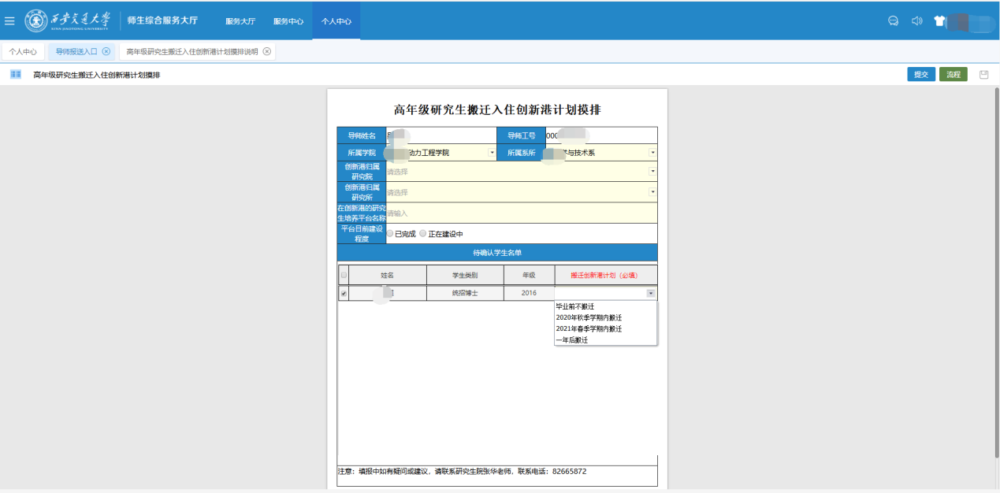 西安交通大学
XI'AN JIAOTONG UNIVERSITY
师生综合服务大厅
服务大厅
服务中心
个人中心
个人中心
导师报送入口
高年级研究生搬迁入住创新港计划摸排说明
高年级研究生搬迁入住创新港计划摸排
提交
流程
高年级研究生搬迁入住创新港计划摸排
导师姓名
导师工号
000
所属学院
动力工程学院
所属系所
与技术系
创新港归属
研究院
请选择
创新港归属
研究所
请选择
在创新港的研究
生培养平台名称
请输入
平台目前建设
程度
已完成
正在建设中
待确认学生名单
姓名
学生类别
年级
搬迁创新港计划（必填）
统招博士
2016
毕业前不搬迁
2020年秋季学期内搬迁
2021年春季学期内搬迁
一年后搬迁
注意：填报中如有疑问或建议，请联系研究生院张华老师，联系电话：82665872